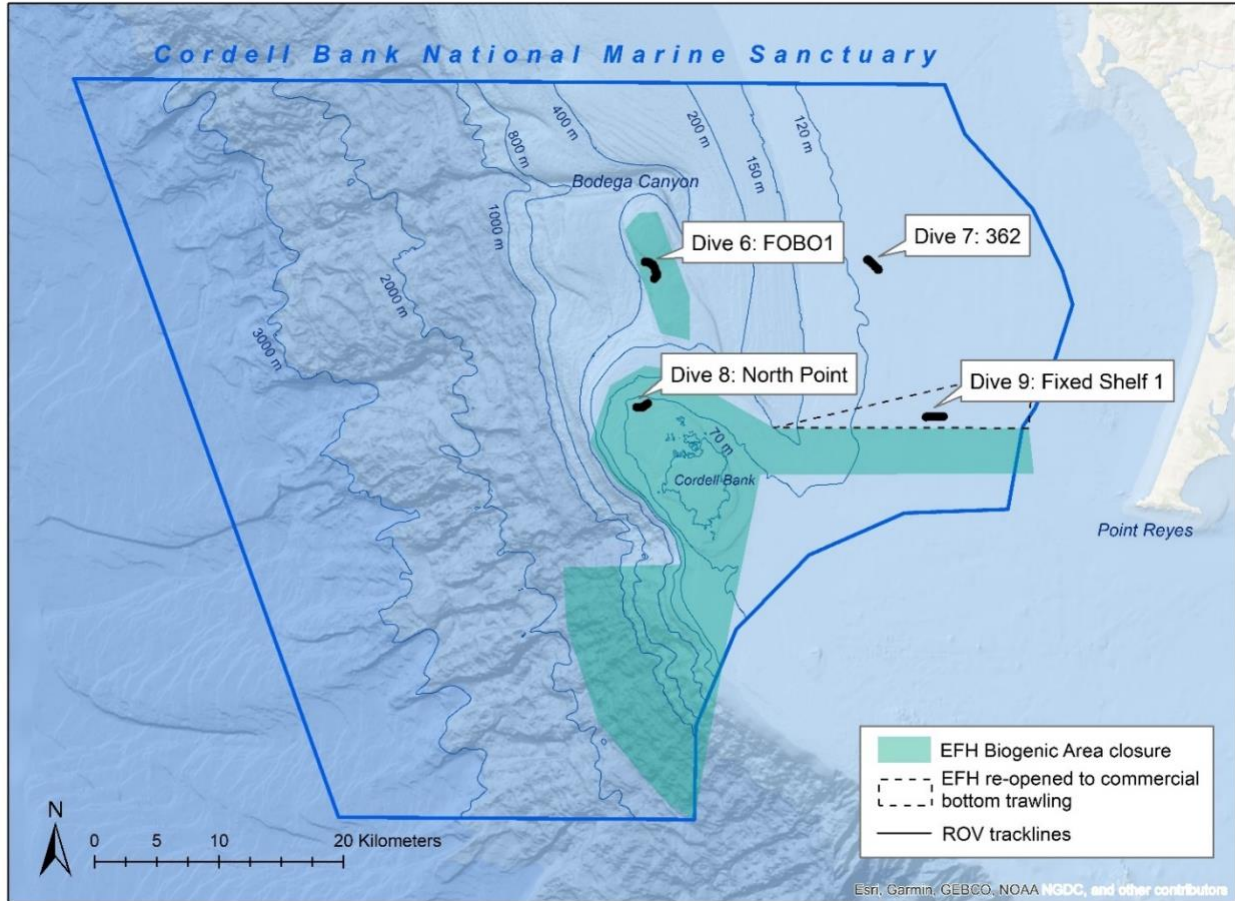 Cordell Bank National Marine Sanctuary
400 m
800 m
200 m
150 m
120 m
Bodega Canyon
1000 m
2000 m
3000 m
Dive 6: FOBO1
Dive 7: 362
Dive 8: North Point
Dive 9: Fixed Shelf 1
70 m
Cordell Bank
Point Reyes
EFH Biogenic Area closure
EFH re-opened to commercial
bottom trawling
ROV tracklines
N
0 5 10 20 Kilometers
Esri, Garmin, GEBCO, NOAA NGDC, and other contributors